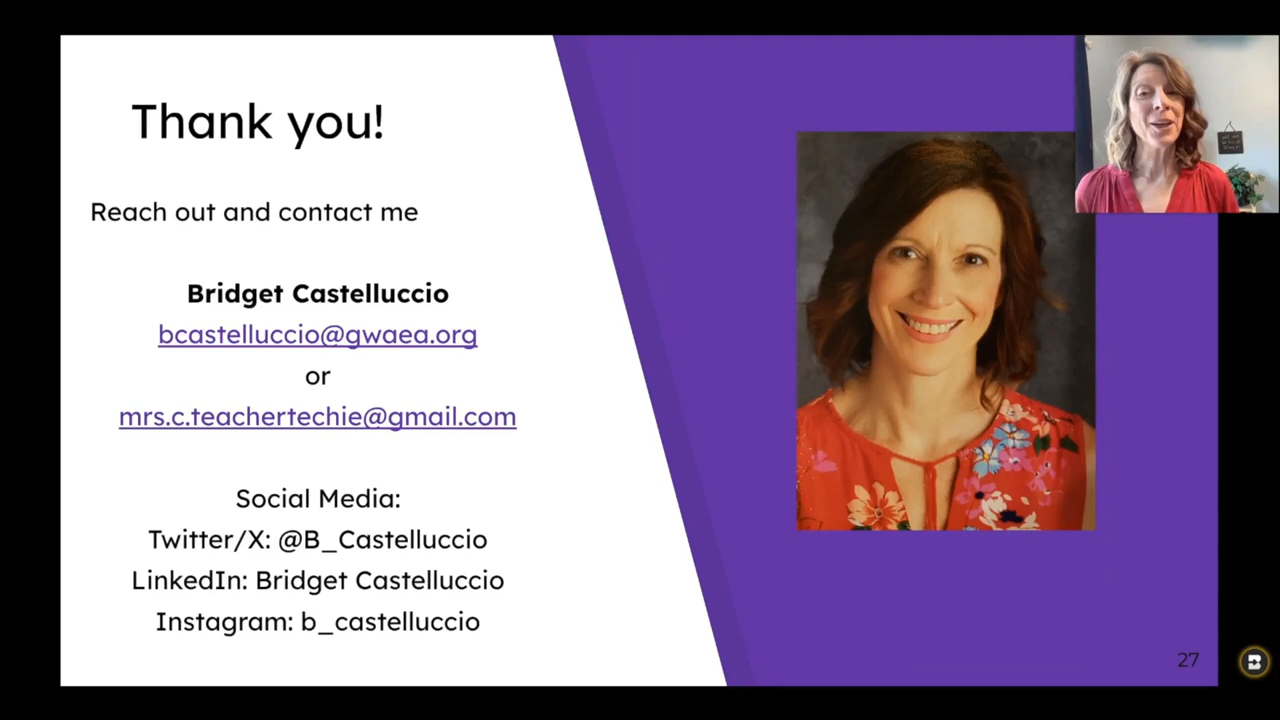 Thank you!
Reach out and contact me
Bridget Castelluccio
bcastelluccio@gwaea.org
or
mrs.c.teachertechie@gmail.com
Social Media:
Twitter/X: @B_Castelluccio
LinkedIn: Bridget Castelluccio
Instagram: b_castelluccio
27
B